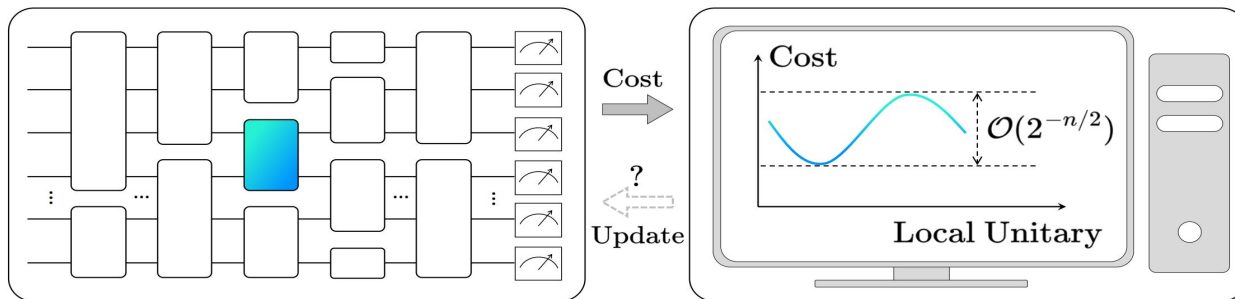 Cost
?
Update
Cost
𝒪(2^{-n/2})
Local Unitary